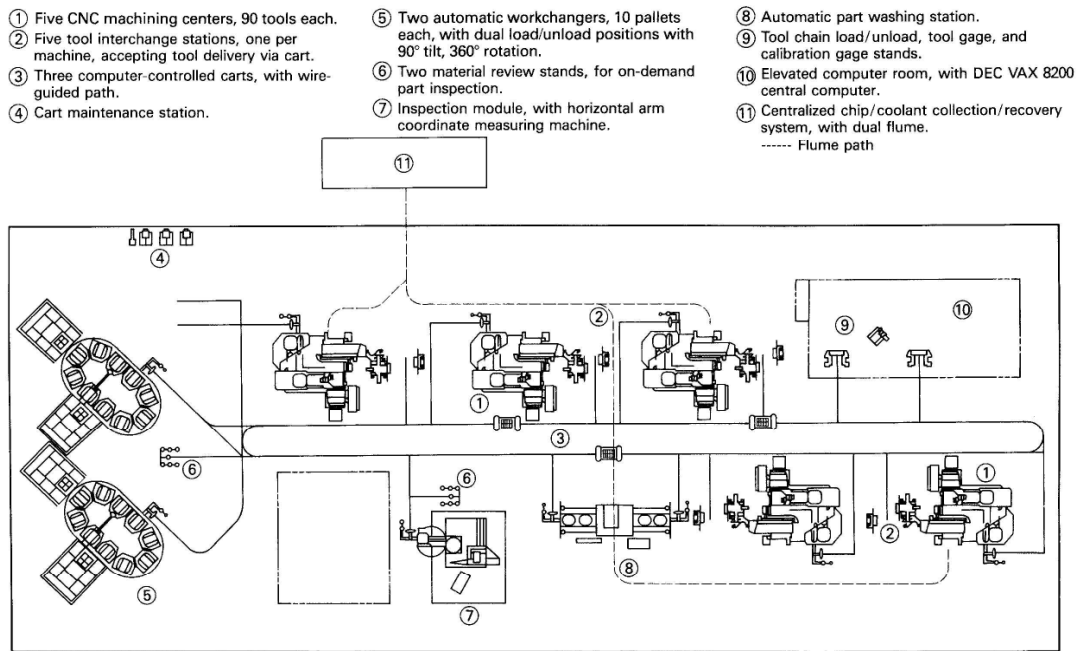 ① Five CNC machining centers, 90 tools each.
② Five tool interchange stations, one per
machine, accepting tool delivery via cart.
③ Three computer-controlled carts, with wire-
guided path.
④ Cart maintenance station.
⑤ Two automatic workchangers, 10 pallets
each, with dual load/unload positions with
90° tilt, 360° rotation.
⑥ Two material review stands, for on-demand
part inspection.
⑦ Inspection module, with horizontal arm
coordinate measuring machine.
⑧ Automatic part washing station.
⑨ Tool chain load/unload, tool gage, and
calibration gage stands.
⑩ Elevated computer room, with DEC VAX 8200
central computer.
⑪ Centralized chip/coolant collection/recovery
system, with dual flume.
------ Flume path
⑪
④
②
⑨
⑩
①
③
⑥
⑥
①
②
⑧
⑤
⑦